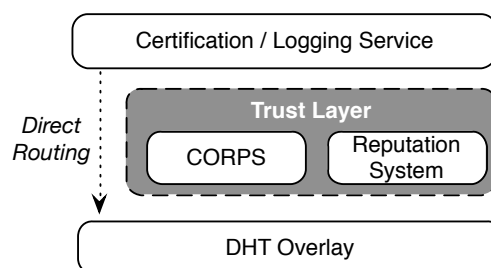 Certification / Logging Service
Trust Layer
Direct
Routing
CORPS
Reputation
System
DHT Overlay